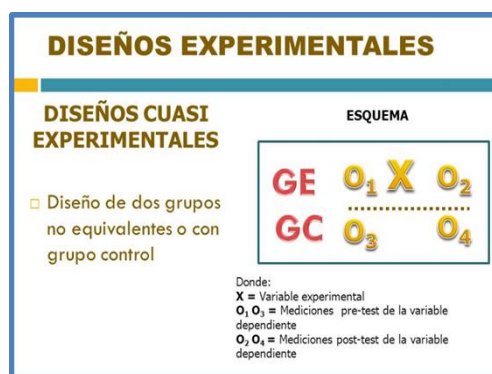 DISEÑOS EXPERIMENTALES
DISEÑOS CUASI
EXPERIMENTALES
Diseño de dos grupos
no equivalentes o con
grupo control
ESQUEMA
GE O₁ X O₂
GC O₃ O₄
Donde:
X = Variable experimental
O₁ O₃ = Mediciones pre-test de la variable
dependiente
O₂ O₄ = Mediciones post-test de la variable
dependiente